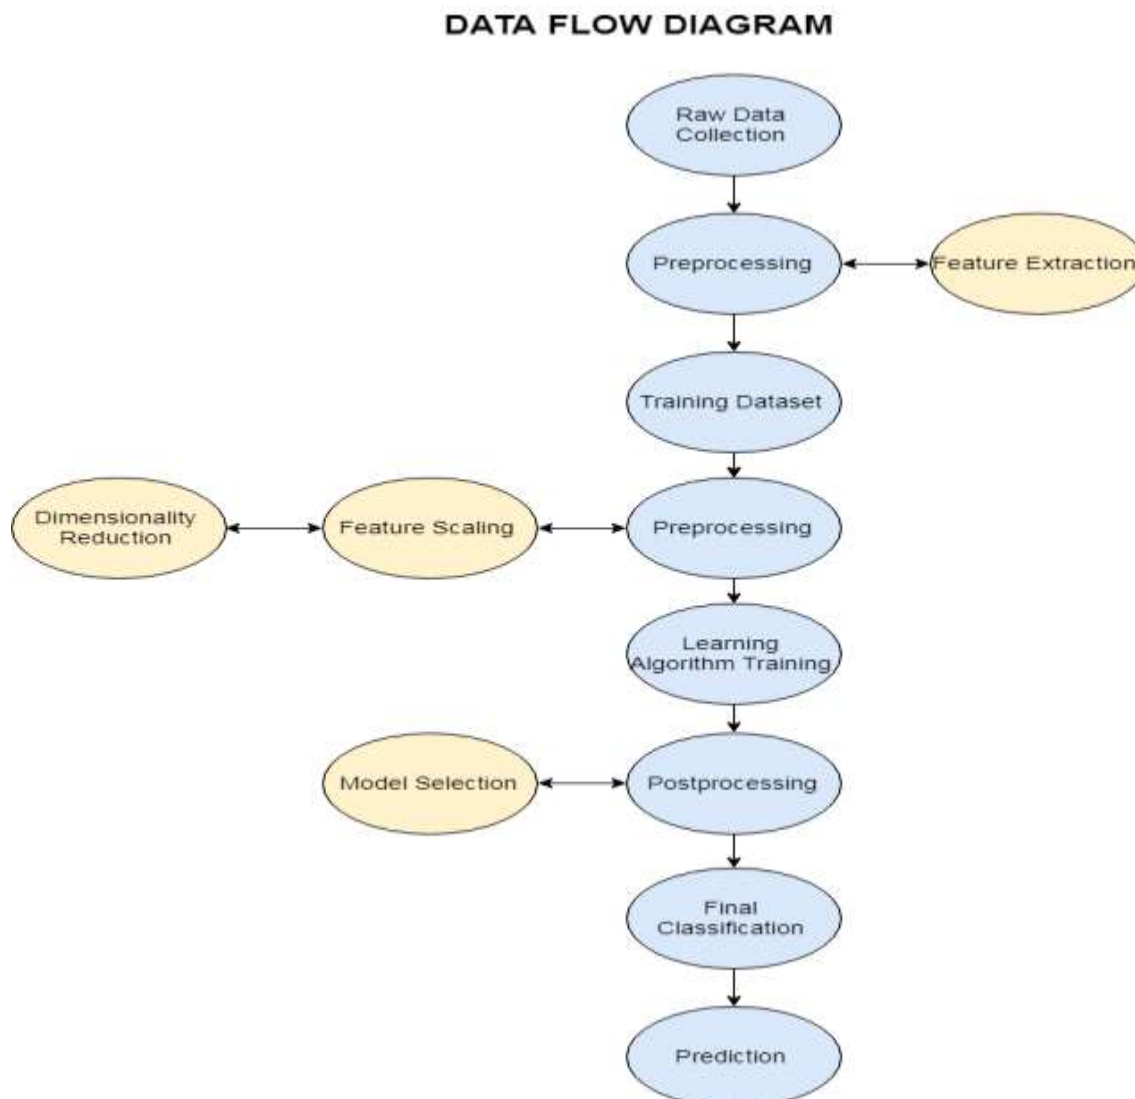 DATA FLOW DIAGRAM
Raw Data
Collection
Preprocessing
Feature Extraction
Training Dataset
Dimensionality
Reduction
Feature Scaling
Preprocessing
Learning
Algorithm Training
Model Selection
Postprocessing
Final
Classification
Prediction